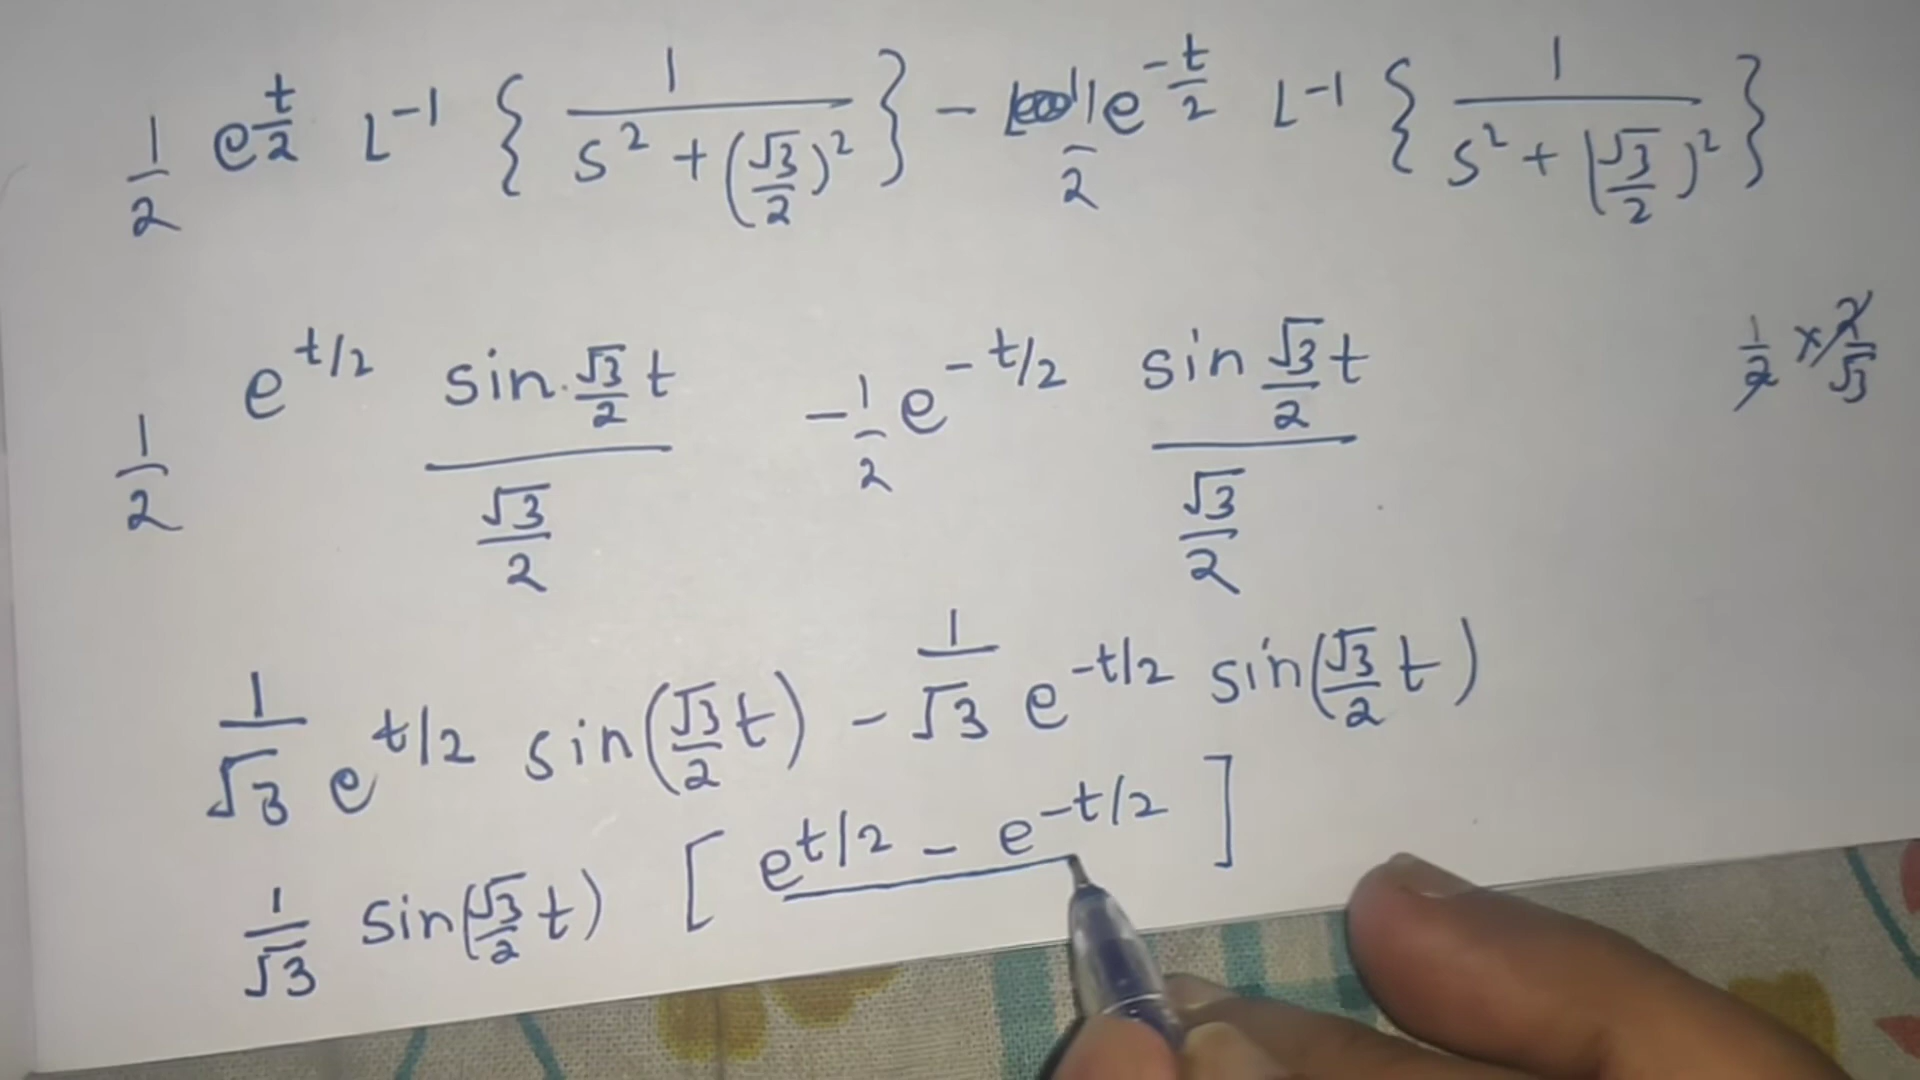 1/2 e^(t/2) L^-1 { 1/(s^2 + (√3/2)^2) } - 1/2 e^(-t/2) L^-1 { 1/(s^2 + (√3/2)^2) }
1/2 e^(t/2) (sin √3/2 t)/(√3/2) - 1/2 e^(-t/2) (sin √3/2 t)/(√3/2)
1/2 × 2/√3
1/√3 e^(t/2) sin(√3/2 t) - 1/√3 e^(-t/2) sin(√3/2 t)
1/√3 sin(√3/2 t) [ e^(t/2) - e^(-t/2) ]